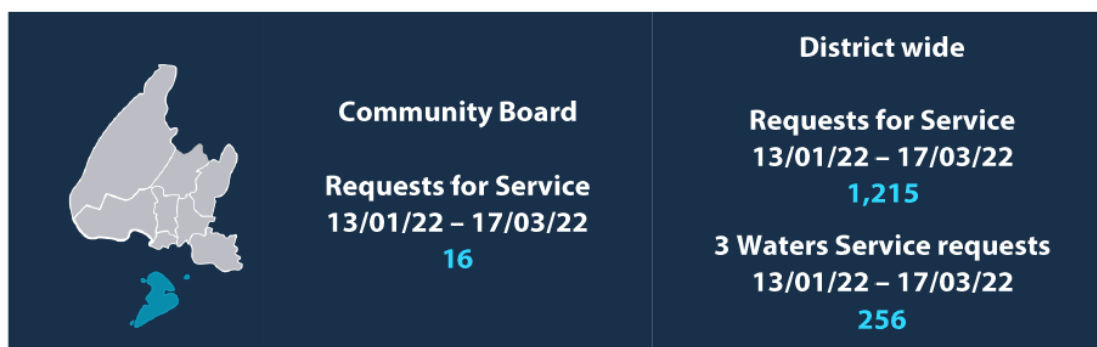 Community Board
Requests for Service
13/01/22 – 17/03/22
16
District wide
Requests for Service
13/01/22 – 17/03/22
1,215
3 Waters Service requests
13/01/22 – 17/03/22
256